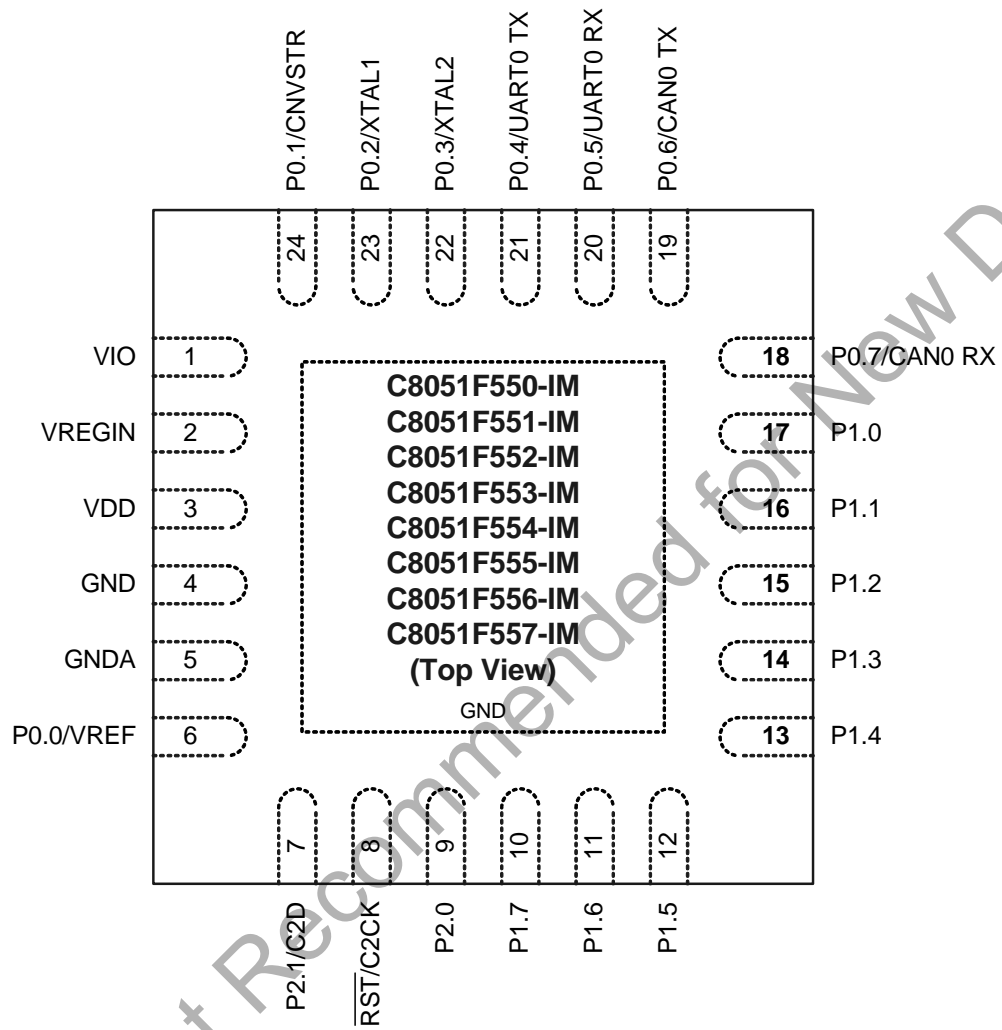 P0.1/CNVSTR
P0.2/XTAL1
P0.3/XTAL2
P0.4/UART0 TX
P0.5/UART0 RX
P0.6/CAN0 TX
24
23
22
21
20
19
VIO 1
VREGIN 2
VDD 3
GND 4
GNDA 5
P0.0/VREF 6
C8051F550-IM
C8051F551-IM
C8051F552-IM
C8051F553-IM
C8051F554-IM
C8051F555-IM
C8051F556-IM
C8051F557-IM
(Top View)
GND
18 P0.7/CAN0 RX
17 P1.0
16 P1.1
15 P1.2
14 P1.3
13 P1.4
7
8
9
10
11
12
P2.1/C2D
RST/C2CK
P2.0
P1.7
P1.6
P1.5
Recommended for New